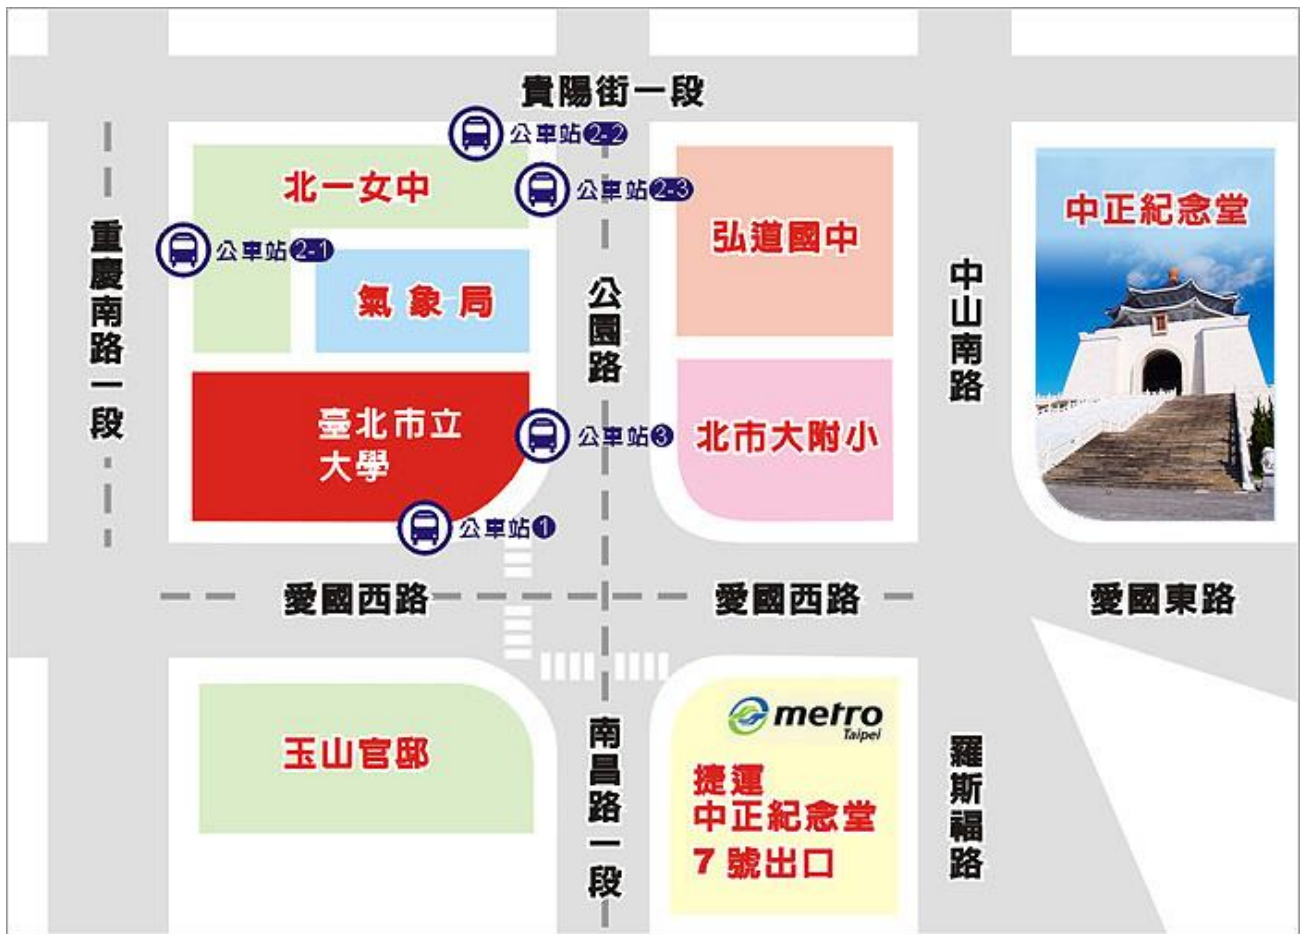 貴陽街一段
公車站2-2
北一女中
公車站2-3
中正紀念堂
弘道國中
重慶南路一段
公車站2-1
氣象局
公園路
中山南路
臺北市立
大學
公車站3
北市大附小
公車站1
愛國西路
愛國西路
愛國東路
metro
Taipei
玉山官邸
南昌路一段
捷運
中正紀念堂
7號出口
羅斯福路